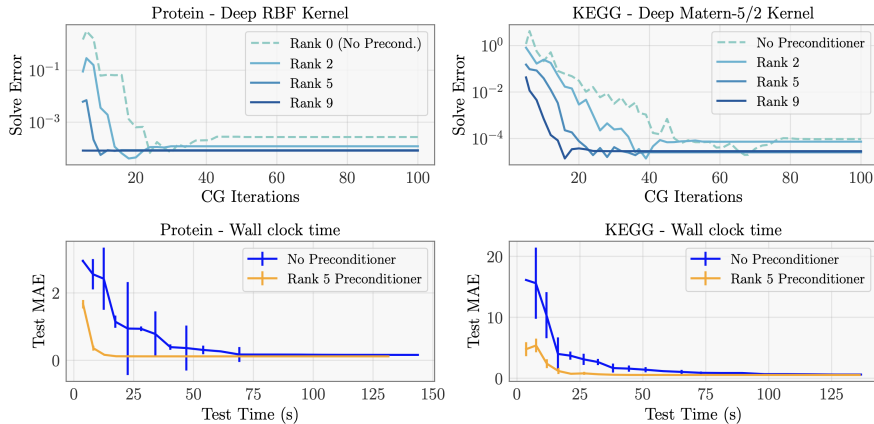 Protein - Deep RBF Kernel
Solve Error
10⁻¹
10⁻³
Rank 0 (No Precond.)
Rank 2
Rank 5
Rank 9
20 40 60 80 100
CG Iterations
KEGG - Deep Matern-5/2 Kernel
Solve Error
10⁰
10⁻²
10⁻⁴
No Preconditioner
Rank 2
Rank 5
Rank 9
20 40 60 80 100
CG Iterations
Protein - Wall clock time
Test MAE
2
0
No Preconditioner
Rank 5 Preconditioner
0 25 50 75 100 125 150
Test Time (s)
KEGG - Wall clock time
Test MAE
20
10
0
No Preconditioner
Rank 5 Preconditioner
0 25 50 75 100 125
Test Time (s)